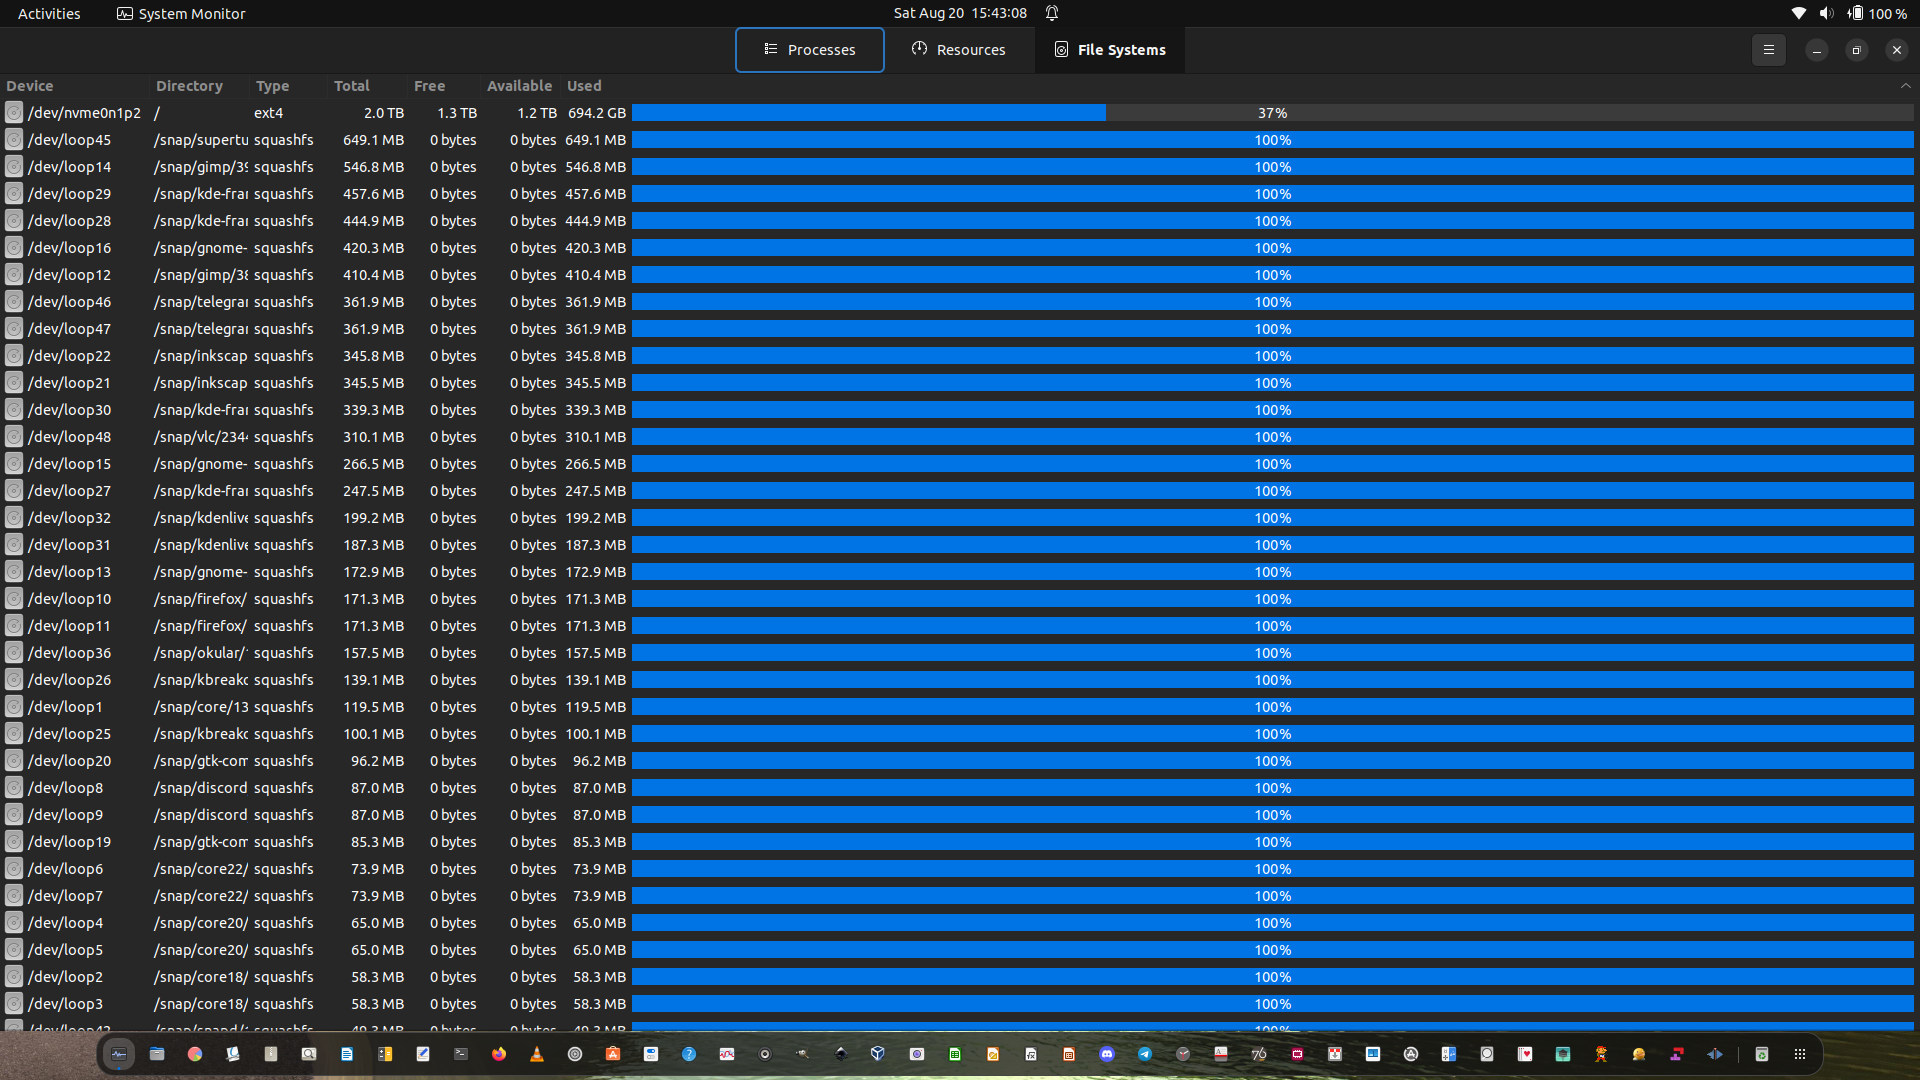 Activities System Monitor Sat Aug 20 15:43:08 100 %
Processes Resources File Systems
Device Directory Type Total Free Available Used
/dev/nvme0n1p2 / ext4 2.0 TB 1.3 TB 1.2 TB 694.2 GB 37%
/dev/loop45 /snap/supertu squashfs 649.1 MB 0 bytes 0 bytes 649.1 MB 100%
/dev/loop14 /snap/gimp/39 squashfs 546.8 MB 0 bytes 0 bytes 546.8 MB 100%
/dev/loop29 /snap/kde-fra squashfs 457.6 MB 0 bytes 0 bytes 457.6 MB 100%
/dev/loop28 /snap/kde-fra squashfs 444.9 MB 0 bytes 0 bytes 444.9 MB 100%
/dev/loop16 /snap/gnome- squashfs 420.3 MB 0 bytes 0 bytes 420.3 MB 100%
/dev/loop12 /snap/gimp/38 squashfs 410.4 MB 0 bytes 0 bytes 410.4 MB 100%
/dev/loop46 /snap/telegra squashfs 361.9 MB 0 bytes 0 bytes 361.9 MB 100%
/dev/loop47 /snap/telegra squashfs 361.9 MB 0 bytes 0 bytes 361.9 MB 100%
/dev/loop22 /snap/inkscap squashfs 345.8 MB 0 bytes 0 bytes 345.8 MB 100%
/dev/loop21 /snap/inkscap squashfs 345.5 MB 0 bytes 0 bytes 345.5 MB 100%
/dev/loop30 /snap/kde-fra squashfs 339.3 MB 0 bytes 0 bytes 339.3 MB 100%
/dev/loop48 /snap/vlc/234 squashfs 310.1 MB 0 bytes 0 bytes 310.1 MB 100%
/dev/loop15 /snap/gnome- squashfs 266.5 MB 0 bytes 0 bytes 266.5 MB 100%
/dev/loop27 /snap/kde-fra squashfs 247.5 MB 0 bytes 0 bytes 247.5 MB 100%
/dev/loop32 /snap/kdenlive squashfs 199.2 MB 0 bytes 0 bytes 199.2 MB 100%
/dev/loop31 /snap/kdenlive squashfs 187.3 MB 0 bytes 0 bytes 187.3 MB 100%
/dev/loop13 /snap/gnome- squashfs 172.9 MB 0 bytes 0 bytes 172.9 MB 100%
/dev/loop10 /snap/firefox/ squashfs 171.3 MB 0 bytes 0 bytes 171.3 MB 100%
/dev/loop11 /snap/firefox/ squashfs 171.3 MB 0 bytes 0 bytes 171.3 MB 100%
/dev/loop36 /snap/okular/ squashfs 157.5 MB 0 bytes 0 bytes 157.5 MB 100%
/dev/loop26 /snap/kbreako squashfs 139.1 MB 0 bytes 0 bytes 139.1 MB 100%
/dev/loop1 /snap/core/13 squashfs 119.5 MB 0 bytes 0 bytes 119.5 MB 100%
/dev/loop25 /snap/kbreako squashfs 100.1 MB 0 bytes 0 bytes 100.1 MB 100%
/dev/loop20 /snap/gtk-com squashfs 96.2 MB 0 bytes 0 bytes 96.2 MB 100%
/dev/loop8 /snap/discord squashfs 87.0 MB 0 bytes 0 bytes 87.0 MB 100%
/dev/loop9 /snap/discord squashfs 87.0 MB 0 bytes 0 bytes 87.0 MB 100%
/dev/loop19 /snap/gtk-com squashfs 85.3 MB 0 bytes 0 bytes 85.3 MB 100%
/dev/loop6 /snap/core22/ squashfs 73.9 MB 0 bytes 0 bytes 73.9 MB 100%
/dev/loop7 /snap/core22/ squashfs 73.9 MB 0 bytes 0 bytes 73.9 MB 100%
/dev/loop4 /snap/core20/ squashfs 65.0 MB 0 bytes 0 bytes 65.0 MB 100%
/dev/loop5 /snap/core20/ squashfs 65.0 MB 0 bytes 0 bytes 65.0 MB 100%
/dev/loop2 /snap/core18/ squashfs 58.3 MB 0 bytes 0 bytes 58.3 MB 100%
/dev/loop3 /snap/core18/ squashfs 58.3 MB 0 bytes 0 bytes 58.3 MB 100%
/dev/loop42 /snap/snapd/ squashfs 49.3 MB 0 bytes 0 bytes 49.3 MB 100%
76